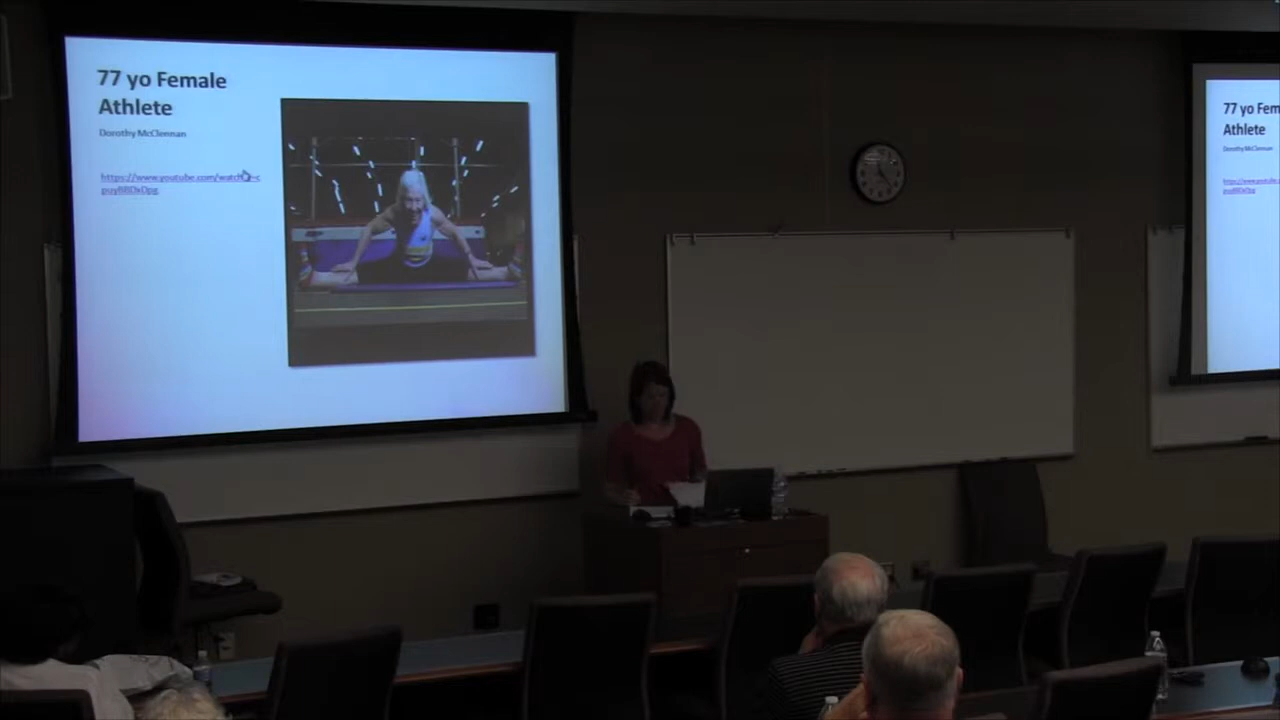 77 yo Female
Athlete
Dorothy McClennan
https://www.youtube.com/watch
77 yo Fem
Athlete
Dorothy McClennan